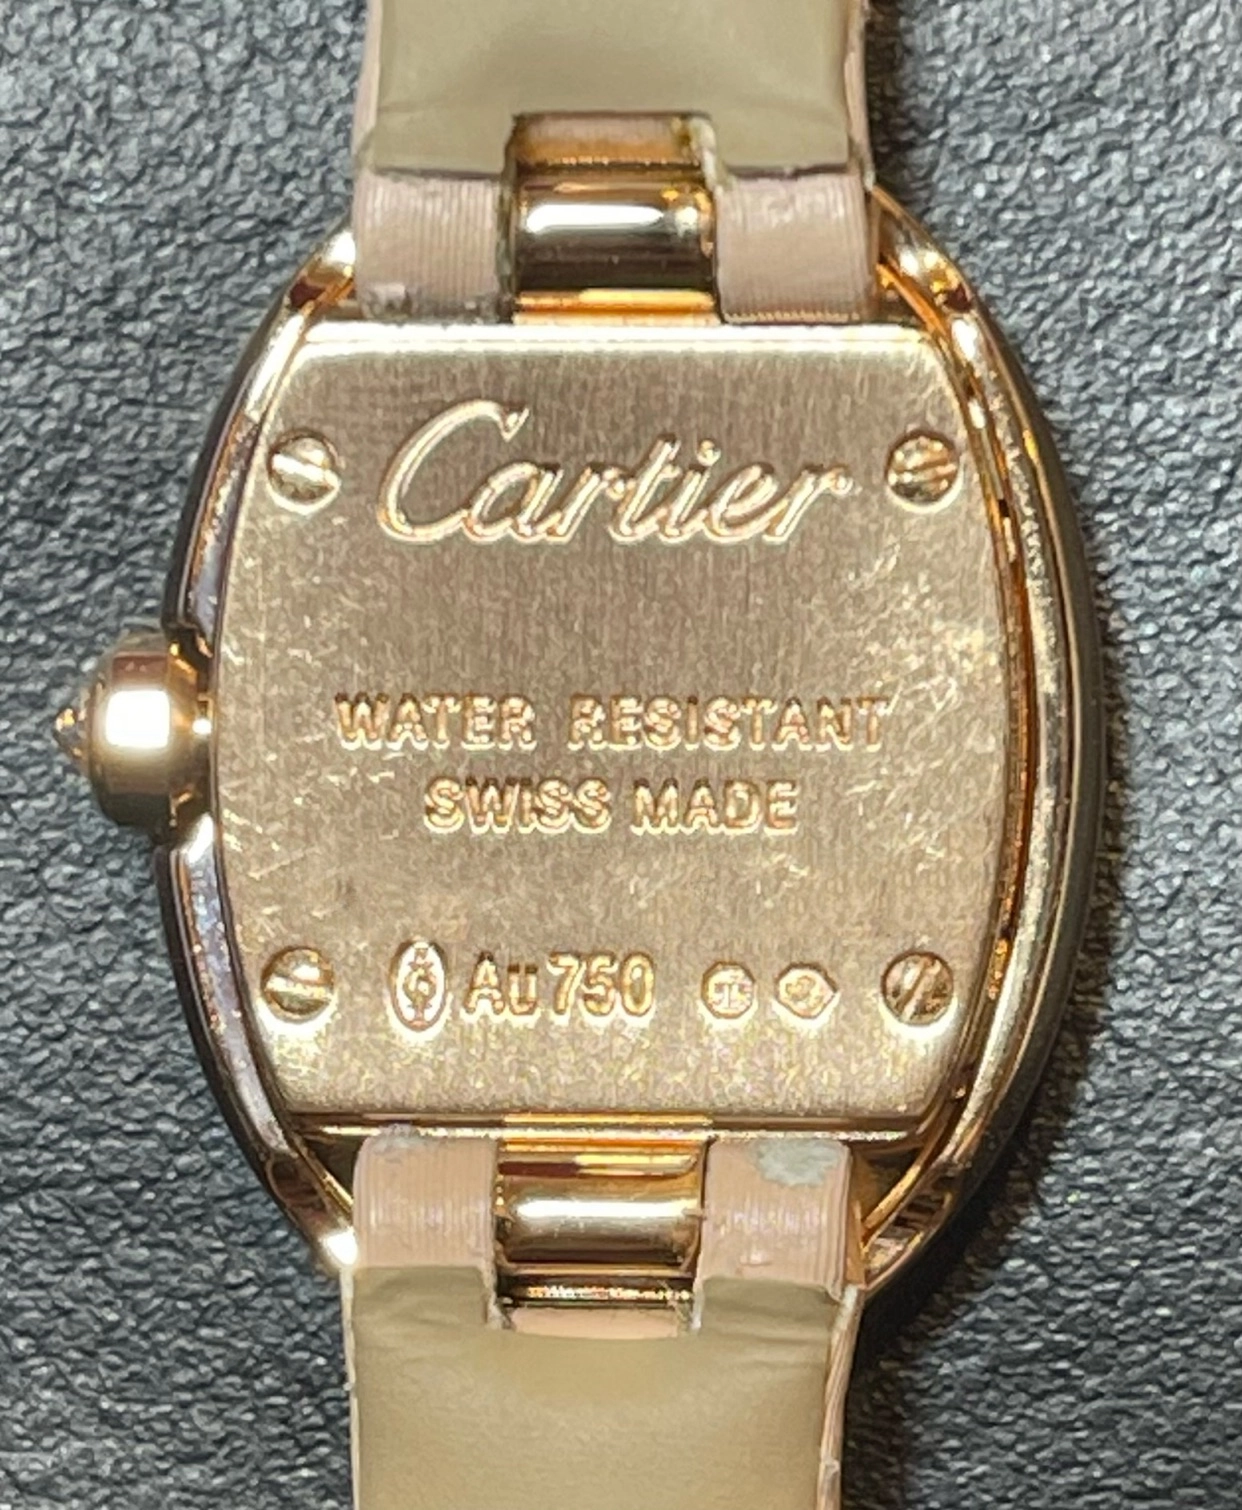 Cartier
WATER RESISTANT
SWISS MADE
Au750